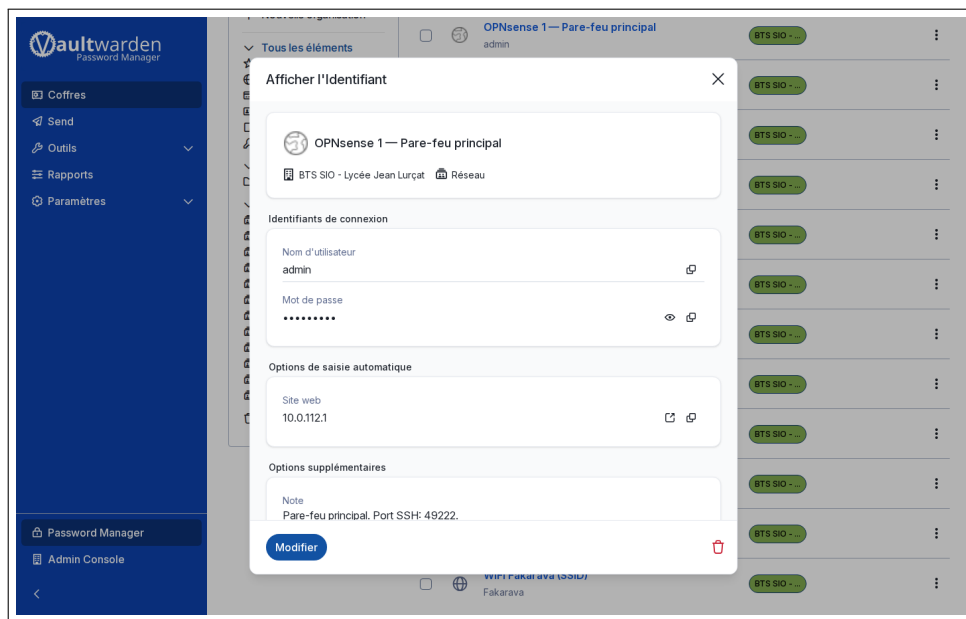 Vaultwarden
Password Manager
Coffres
Send
Outils
Rapports
Paramètres
Password Manager
Admin Console
Nouvelle organisation
Tous les éléments
OPNsense 1 — Pare-feu principal
admin
BTS SIO - ...
BTS SIO - ...
BTS SIO - ...
BTS SIO - ...
BTS SIO - ...
BTS SIO - ...
BTS SIO - ...
BTS SIO - ...
BTS SIO - ...
BTS SIO - ...
BTS SIO - ...
BTS SIO - ...
Afficher l'Identifiant
OPNsense 1 — Pare-feu principal
BTS SIO - Lycée Jean Lurçat Réseau
Identifiants de connexion
Nom d'utilisateur
admin
Mot de passe
•••••••••
Options de saisie automatique
Site web
10.0.112.1
Options supplémentaires
Note
Pare-feu principal. Port SSH: 49222.
Modifier
WiFi Fakarava (SSID)
Fakarava